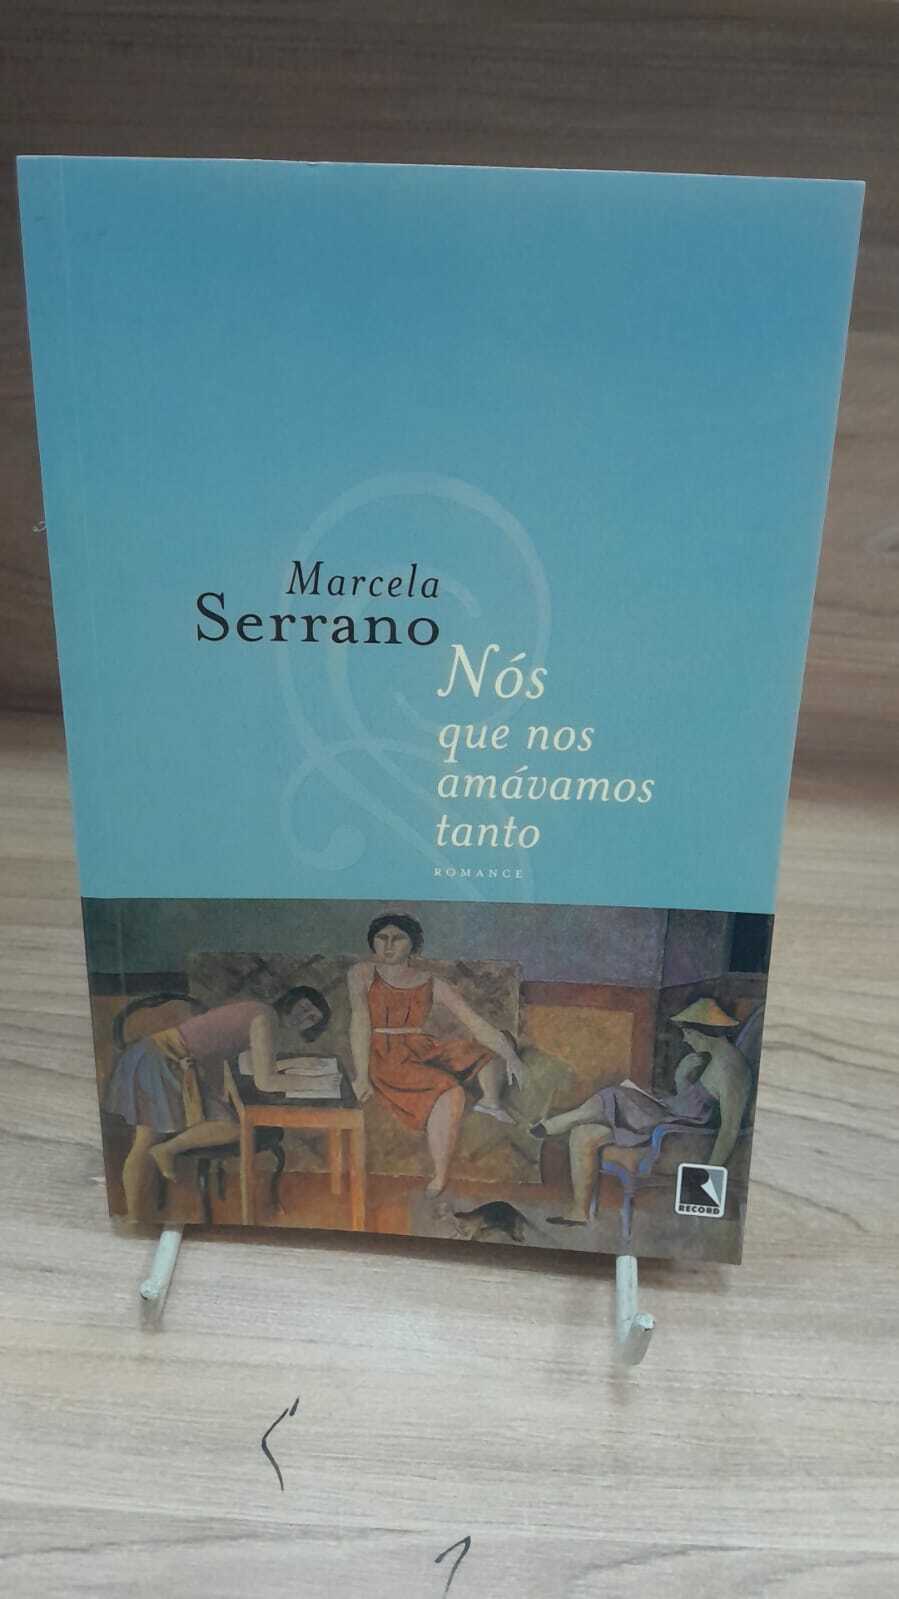 Marcela
Serrano
Nós
que nos
amávamos
tanto
ROMANCE
RECORD